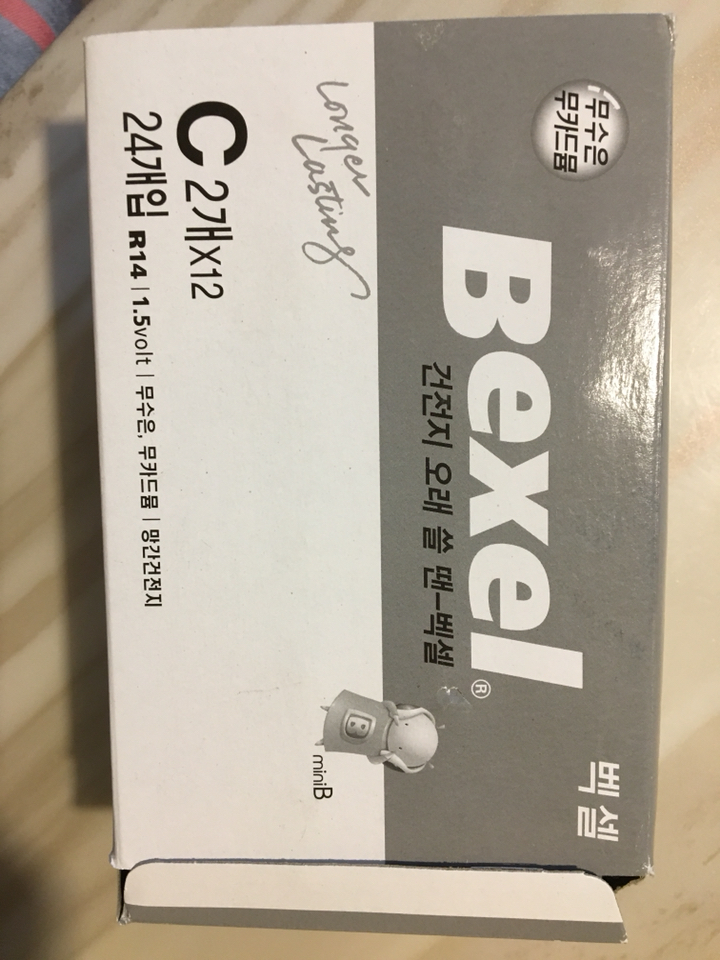 무수은
무카드뮴
Bexel®
벡셀
건전지 오래 쓸 땐-벡셀
Longer
Lasting
miniB
B
C 2개x12
24개입 R14 | 1.5volt | 무수은, 무카드뮴 | 망간건전지